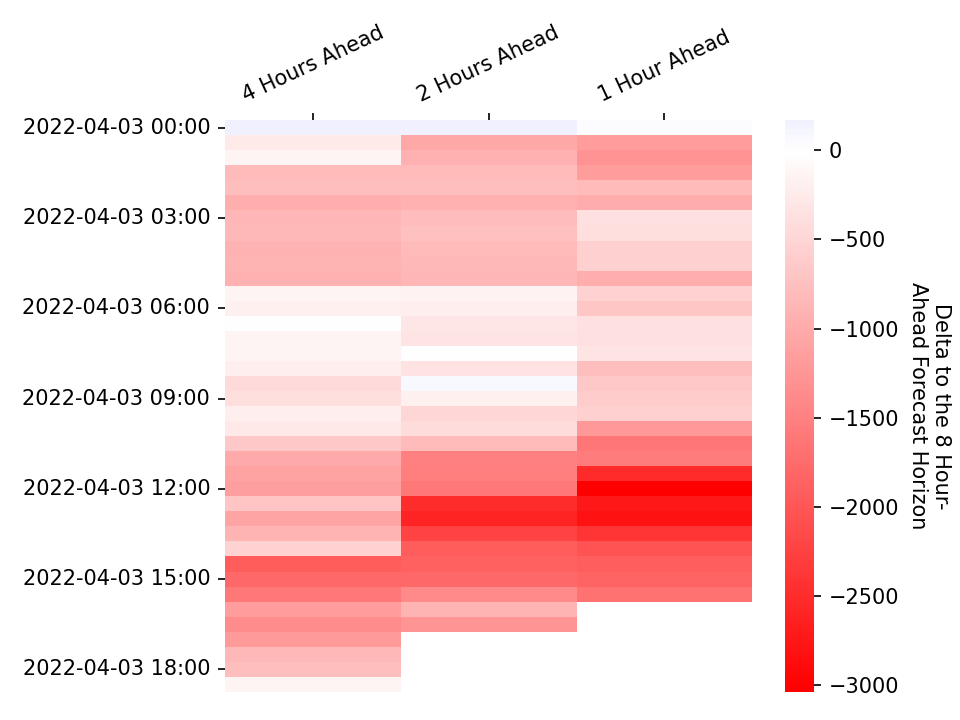 4 Hours Ahead
2 Hours Ahead
1 Hour Ahead
2022-04-03 00:00
2022-04-03 03:00
2022-04-03 06:00
2022-04-03 09:00
2022-04-03 12:00
2022-04-03 15:00
2022-04-03 18:00
0
−500
−1000
−1500
−2000
−2500
−3000
Delta to the 8 Hour-
Ahead Forecast Horizon